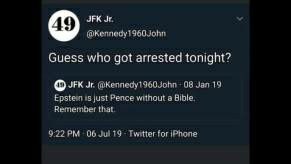 49
JFK Jr.
@Kennedy1960John
Guess who got arrested tonight?
49 JFK Jr. @Kennedy1960John · 08 Jan 19
Epstein is just Pence without a Bible.
Remember that.
9:22 PM · 06 Jul 19 · Twitter for iPhone